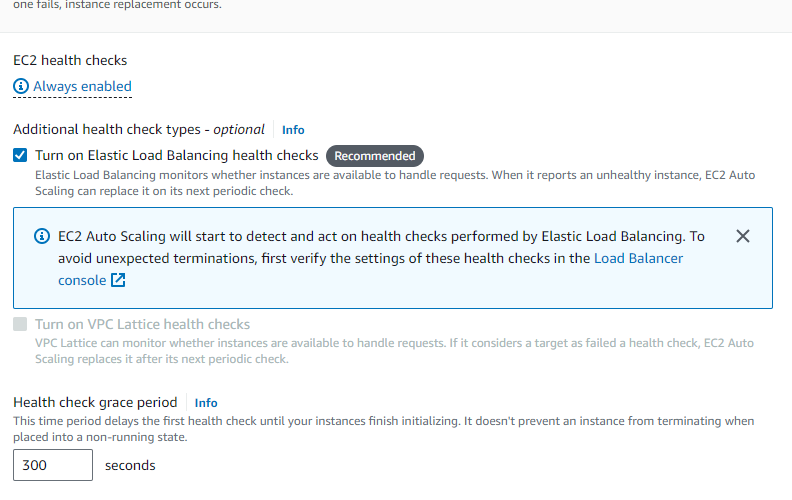 one fails, instance replacement occurs.
EC2 health checks
Always enabled
Additional health check types - optional Info
Turn on Elastic Load Balancing health checks Recommended
Elastic Load Balancing monitors whether instances are available to handle requests. When it reports an unhealthy instance, EC2 Auto
Scaling can replace it on its next periodic check.
EC2 Auto Scaling will start to detect and act on health checks performed by Elastic Load Balancing. To
avoid unexpected terminations, first verify the settings of these health checks in the Load Balancer
console
Turn on VPC Lattice health checks
VPC Lattice can monitor whether instances are available to handle requests. If it considers a target as failed a health check, EC2 Auto
Scaling replaces it after its next periodic check.
Health check grace period Info
This time period delays the first health check until your instances finish initializing. It doesn't prevent an instance from terminating when
placed into a non-running state.
300 seconds